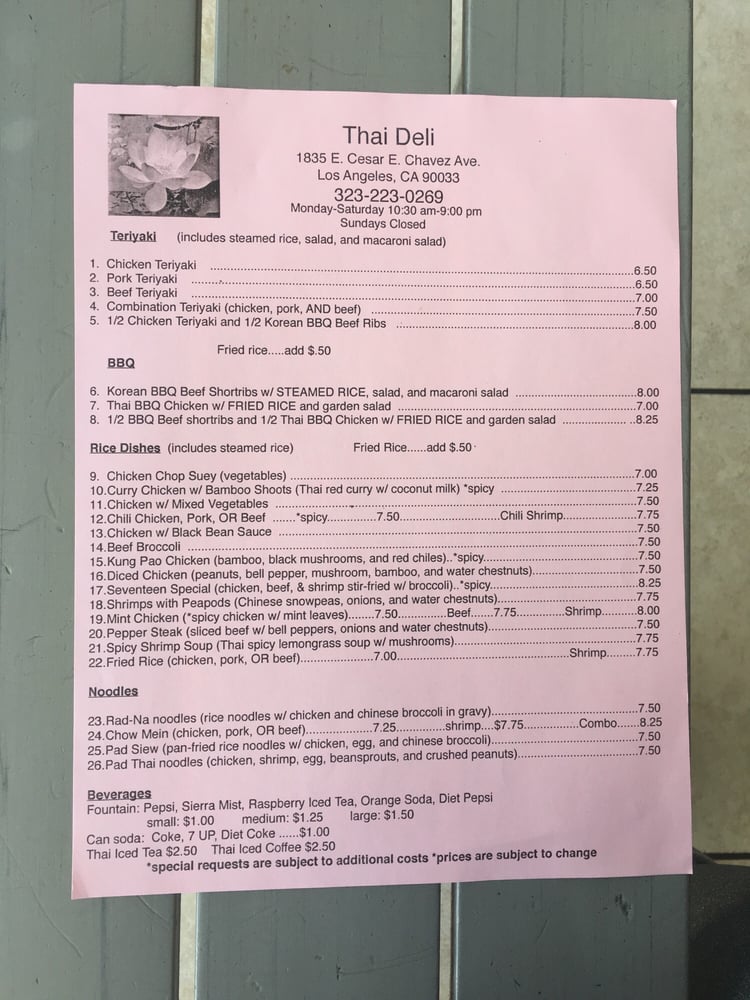 Thai Deli
1835 E. Cesar E. Chavez Ave.
Los Angeles, CA 90033
323-223-0269
Monday-Saturday 10:30 am-9:00 pm
Sundays Closed
Teriyaki (includes steamed rice, salad, and macaroni salad)
1. Chicken Teriyaki ..........6.50
2. Pork Teriyaki ..........6.50
3. Beef Teriyaki ..........7.00
4. Combination Teriyaki (chicken, pork, AND beef) ..........7.50
5. 1/2 Chicken Teriyaki and 1/2 Korean BBQ Beef Ribs ..........8.00
Fried rice.....add $.50
BBQ
6. Korean BBQ Beef Shortribs w/ STEAMED RICE, salad, and macaroni salad ..........8.00
7. Thai BBQ Chicken w/ FRIED RICE and garden salad ..........7.00
8. 1/2 BBQ Beef shortribs and 1/2 Thai BBQ Chicken w/ FRIED RICE and garden salad ..........8.25
Rice Dishes (includes steamed rice) Fried Rice......add $.50
9. Chicken Chop Suey (vegetables) ..........7.00
10.Curry Chicken w/ Bamboo Shoots (Thai red curry w/ coconut milk) *spicy ..........7.25
11.Chicken w/ Mixed Vegetables ..........7.50
12.Chili Chicken, Pork, OR Beef .......*spicy..........7.50..........Chili Shrimp..........7.75
13.Chicken w/ Black Bean Sauce ..........7.50
14.Beef Broccoli ..........7.50
15.Kung Pao Chicken (bamboo, black mushrooms, and red chiles)..*spicy..........7.50
16.Diced Chicken (peanuts, bell pepper, mushroom, bamboo, and water chestnuts)..........7.50
17.Seventeen Special (chicken, beef, & shrimp stir-fried w/ broccoli)..*spicy..........8.25
18.Shrimps with Peapods (Chinese snowpeas, onions, and water chestnuts)..........7.75
19.Mint Chicken (*spicy chicken w/ mint leaves)........7.50..........Beef.......7.75..........Shrimp.........8.00
20.Pepper Steak (sliced beef w/ bell peppers, onions and water chestnuts)..........7.50
21.Spicy Shrimp Soup (Thai spicy lemongrass soup w/ mushrooms)..........7.75
22.Fried Rice (chicken, pork, OR beef)..........7.00..........Shrimp.........7.75
Noodles
23.Rad-Na noodles (rice noodles w/ chicken and chinese broccoli in gravy)..........7.50
24.Chow Mein (chicken, pork, OR beef)..........7.25..........shrimp....$7.75..........Combo......8.25
25.Pad Siew (pan-fried rice noodles w/ chicken, egg, and chinese broccoli)..........7.50
26.Pad Thai noodles (chicken, shrimp, egg, beansprouts, and crushed peanuts)..........7.50
Beverages
Fountain: Pepsi, Sierra Mist, Raspberry Iced Tea, Orange Soda, Diet Pepsi
small: $1.00 medium: $1.25 large: $1.50
Can soda: Coke, 7 UP, Diet Coke ......$1.00
Thai Iced Tea $2.50 Thai Iced Coffee $2.50
*special requests are subject to additional costs *prices are subject to change